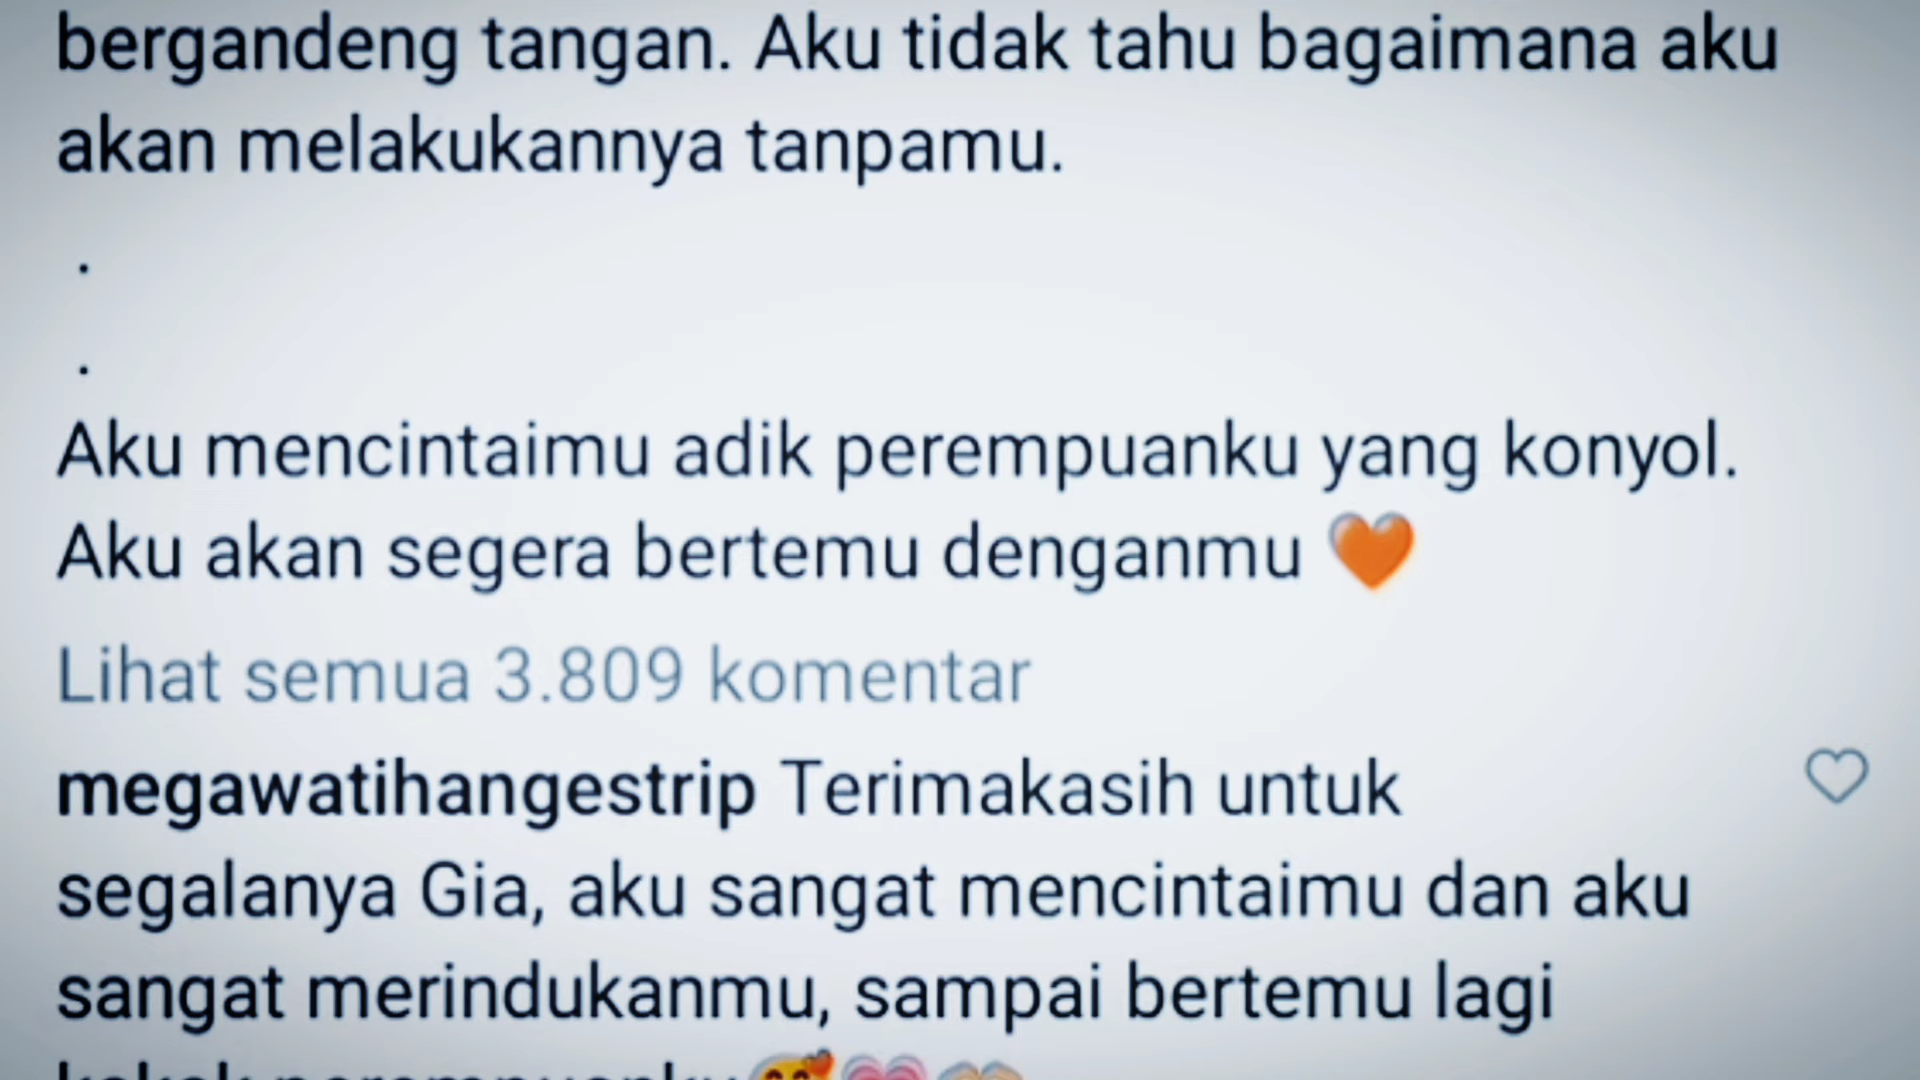 bergandeng tangan. Aku tidak tahu bagaimana aku
akan melakukannya tanpamu.
.
.
Aku mencintaimu adik perempuanku yang konyol.
Aku akan segera bertemu denganmu 🧡
Lihat semua 3.809 komentar
megawatihangestrip Terimakasih untuk
segalanya Gia, aku sangat mencintaimu dan aku
sangat merindukanmu, sampai bertemu lagi